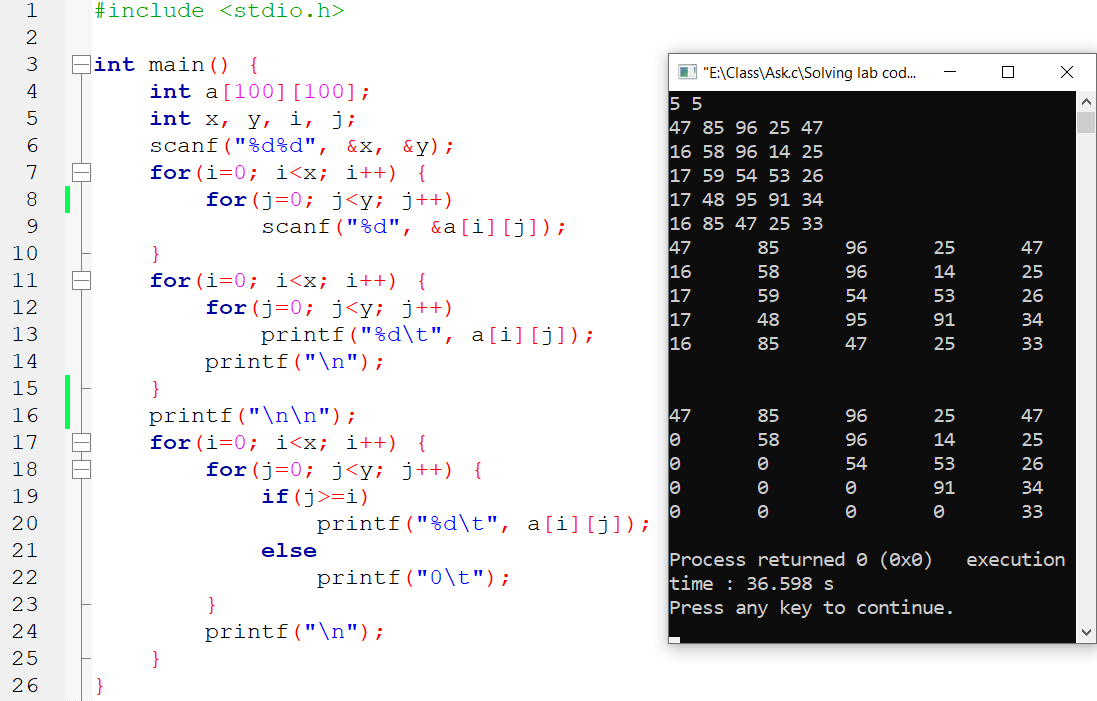 1 #include <stdio.h>
2
3 int main() {
4     int a[100][100];
5     int x, y, i, j;
6     scanf("%d%d", &x, &y);
7     for(i=0; i<x; i++) {
8         for(j=0; j<y; j++)
9             scanf("%d", &a[i][j]);
10     }
11     for(i=0; i<x; i++) {
12         for(j=0; j<y; j++)
13             printf("%d\t", a[i][j]);
14         printf("\n");
15     }
16     printf("\n\n");
17     for(i=0; i<x; i++) {
18         for(j=0; j<y; j++) {
19             if(j>=i)
20                 printf("%d\t", a[i][j]);
21             else
22                 printf("0\t");
23         }
24         printf("\n");
25     }
26 }
"E:\Class\Ask.c\Solving lab cod...
5 5
47 85 96 25 47
16 58 96 14 25
17 59 54 53 26
17 48 95 91 34
16 85 47 25 33
47 85 96 25 47
16 58 96 14 25
17 59 54 53 26
17 48 95 91 34
16 85 47 25 33
47 85 96 25 47
0 58 96 14 25
0 0 54 53 26
0 0 0 91 34
0 0 0 0 33
Process returned 0 (0x0)   execution
time : 36.598 s
Press any key to continue.